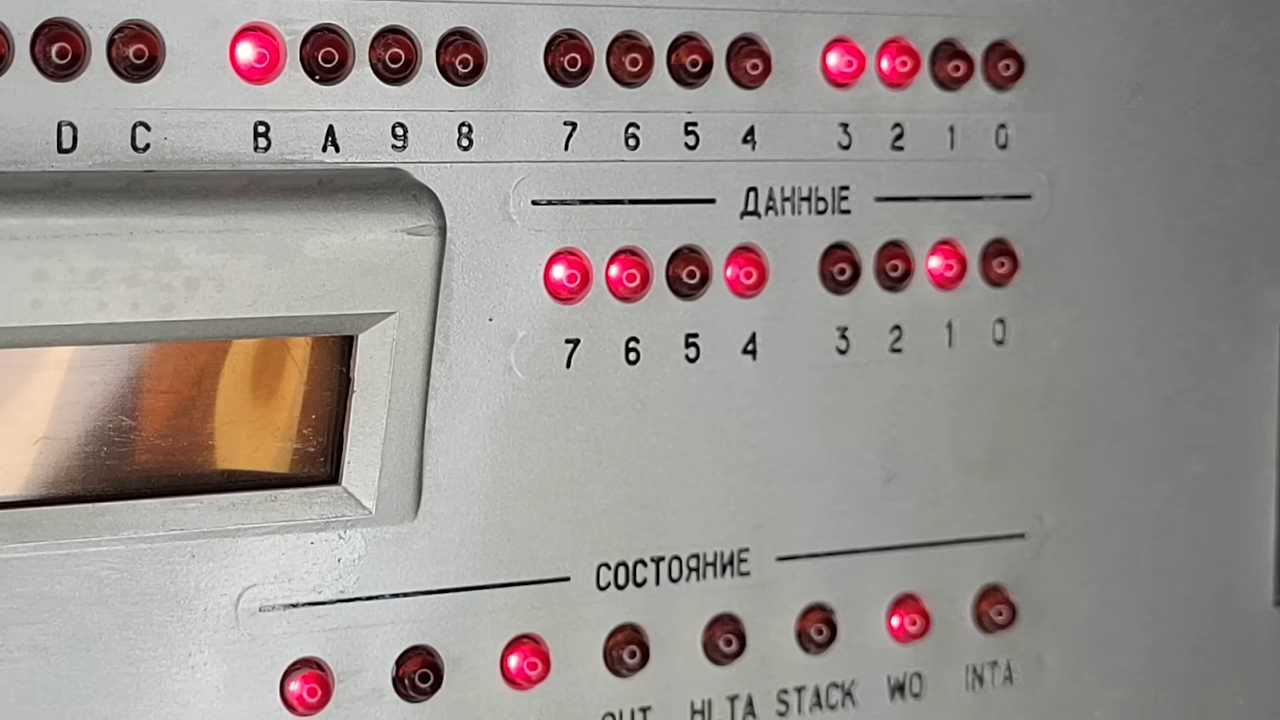 D C B A 9 8 7 6 5 4 3 2 1 0
ДАННЫЕ
7 6 5 4 3 2 1 0
СОСТОЯНИЕ
OUT HLTA STACK WO INTA